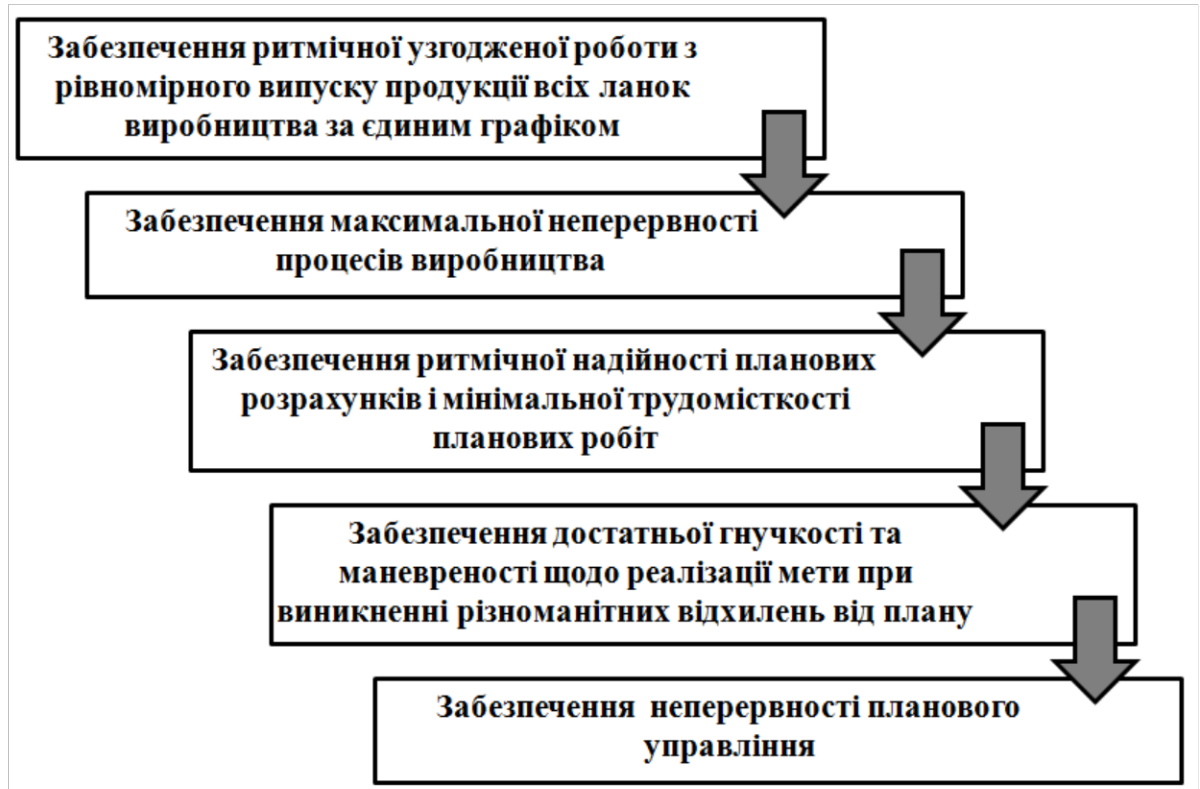 Забезпечення ритмічної узгодженої роботи з
рівномірного випуску продукції всіх ланок
виробництва за єдиним графіком
Забезпечення максимальної неперервності
процесів виробництва
Забезпечення ритмічної надійності планових
розрахунків і мінімальної трудомісткості
планових робіт
Забезпечення достатньої гнучкості та
маневреності щодо реалізації мети при
виникненні різноманітних відхилень від плану
Забезпечення неперервності планового
управління